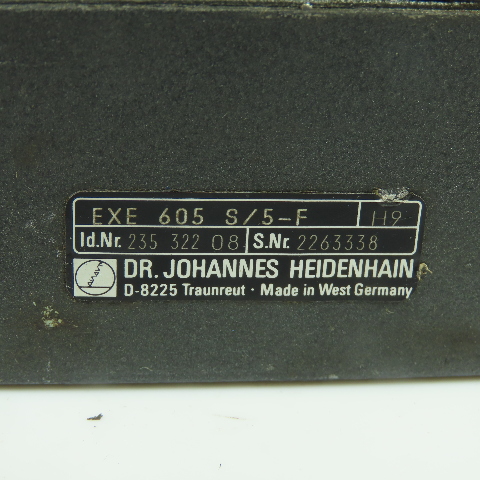 EXE 605 S/5-F H9
Id.Nr. 235 322 08 S.Nr. 2263338
DR. JOHANNES HEIDENHAIN
D-8225 Traunreut · Made in West Germany